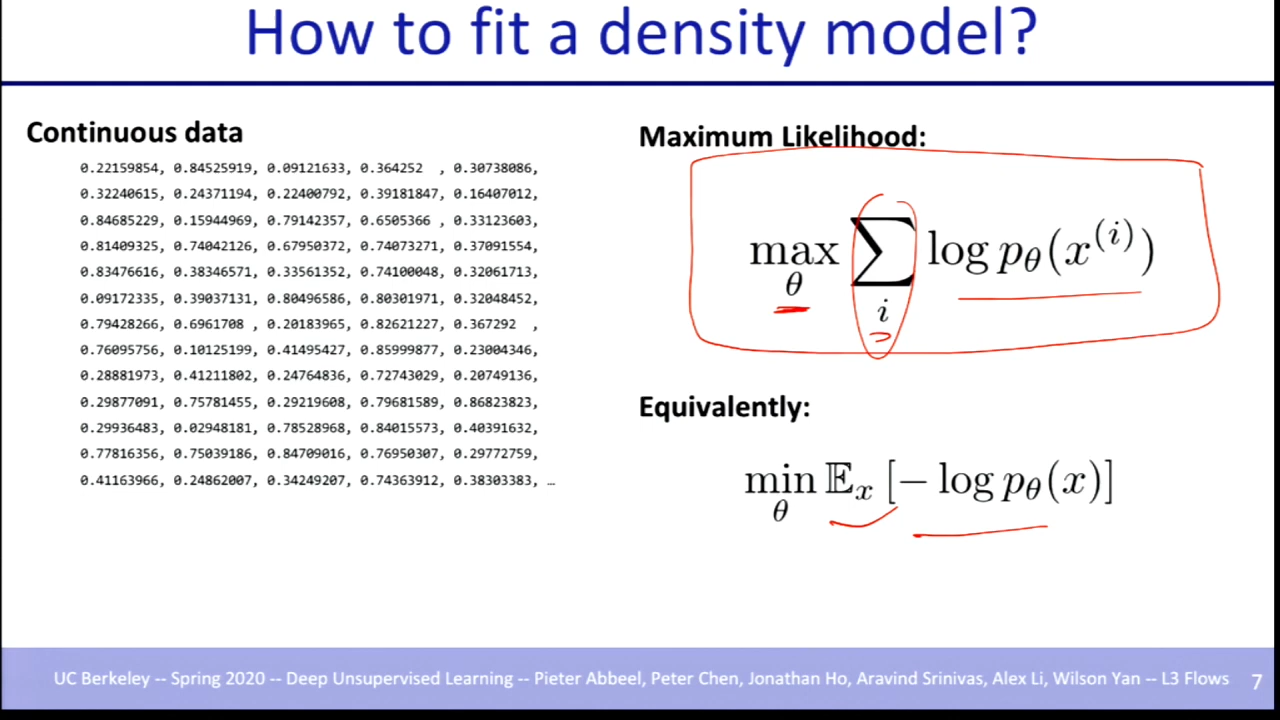 How to fit a density model?
Continuous data
0.22159854, 0.84525919, 0.09121633, 0.364252  , 0.30738086,
0.32240615, 0.24371194, 0.22400792, 0.39181847, 0.16407012,
0.84685229, 0.15944969, 0.79142357, 0.6505366 , 0.33123603,
0.81409325, 0.74042126, 0.67950372, 0.74073271, 0.37091554,
0.83476616, 0.38346571, 0.33561352, 0.74100048, 0.32061713,
0.09172335, 0.39037131, 0.80496586, 0.80301971, 0.32048452,
0.79428266, 0.6961708 , 0.20183965, 0.82621227, 0.367292  ,
0.76095756, 0.10125199, 0.41495427, 0.85999877, 0.23004346,
0.28881973, 0.41211802, 0.24764836, 0.72743029, 0.20749136,
0.29877091, 0.75781455, 0.29219608, 0.79681589, 0.86823823,
0.29936483, 0.02948181, 0.78528968, 0.84015573, 0.40391632,
0.77816356, 0.75039186, 0.84709016, 0.76950307, 0.29772759,
0.41163966, 0.24862007, 0.34249207, 0.74363912, 0.38303383, …
Maximum Likelihood:
max_θ ∑_i log p_θ(x^(i))
Equivalently:
min_θ 𝔼_x [− log p_θ(x)]
UC Berkeley -- Spring 2020 -- Deep Unsupervised Learning -- Pieter Abbeel, Peter Chen, Jonathan Ho, Aravind Srinivas, Alex Li, Wilson Yan -- L3 Flows 7